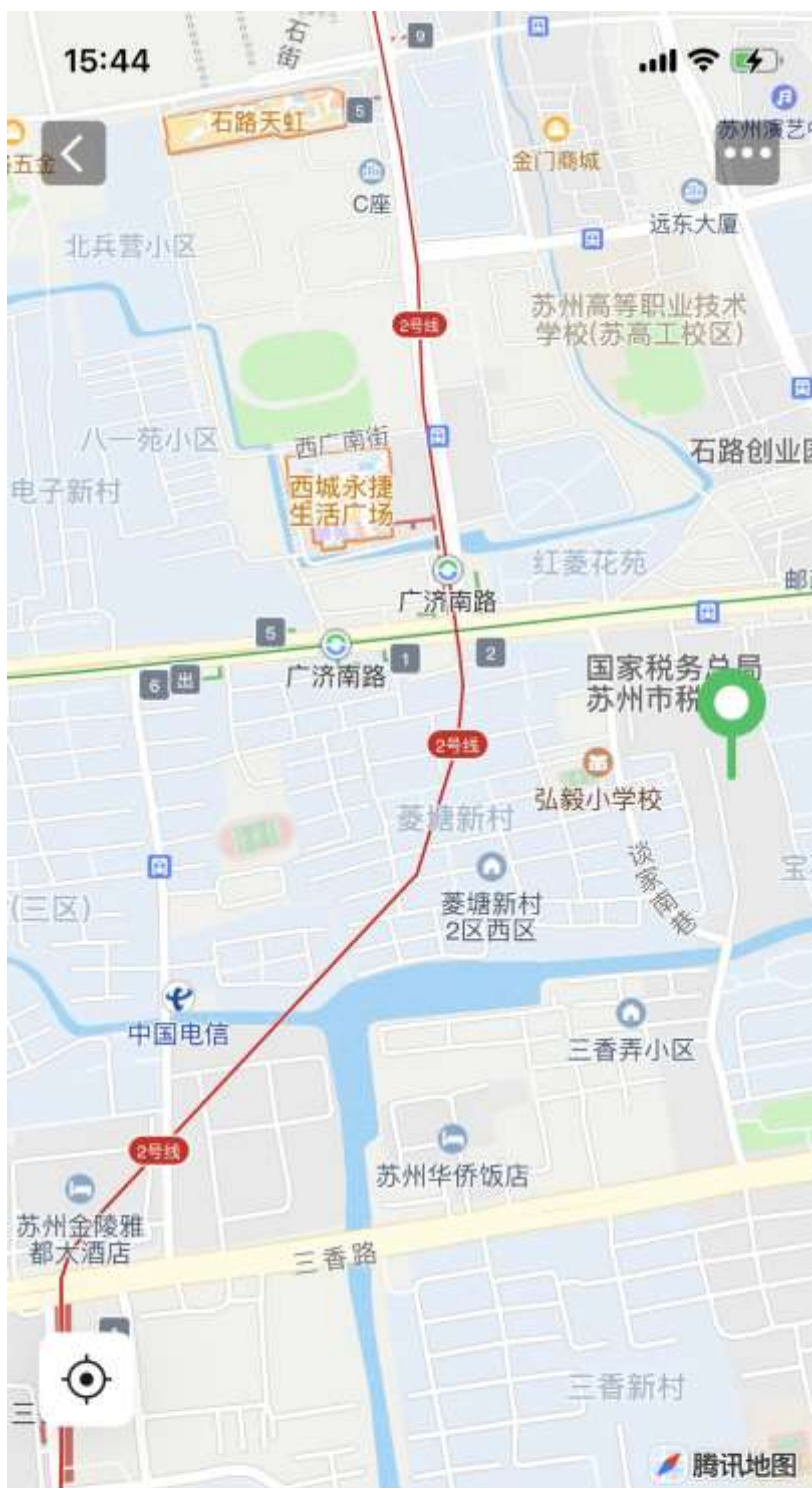 15:44
石街
9
石路天虹
5
苏州演艺
五金
金门商城
C座
远东大厦
北兵营小区
苏州高等职业技术
学校(苏高工校区)
2号线
八一苑小区
西广南街
石路创业园
电子新村
西城永捷
生活广场
红菱花苑
邮
广济南路
5
广济南路
1
2
6
出
国家税务总局
苏州市税
2号线
弘毅小学校
菱塘新村
谈家南巷
宝
(三区)
菱塘新村
2区西区
中国电信
三香弄小区
2号线
苏州华侨饭店
苏州金陵雅
都大酒店
三香路
三香新村
三
腾讯地图